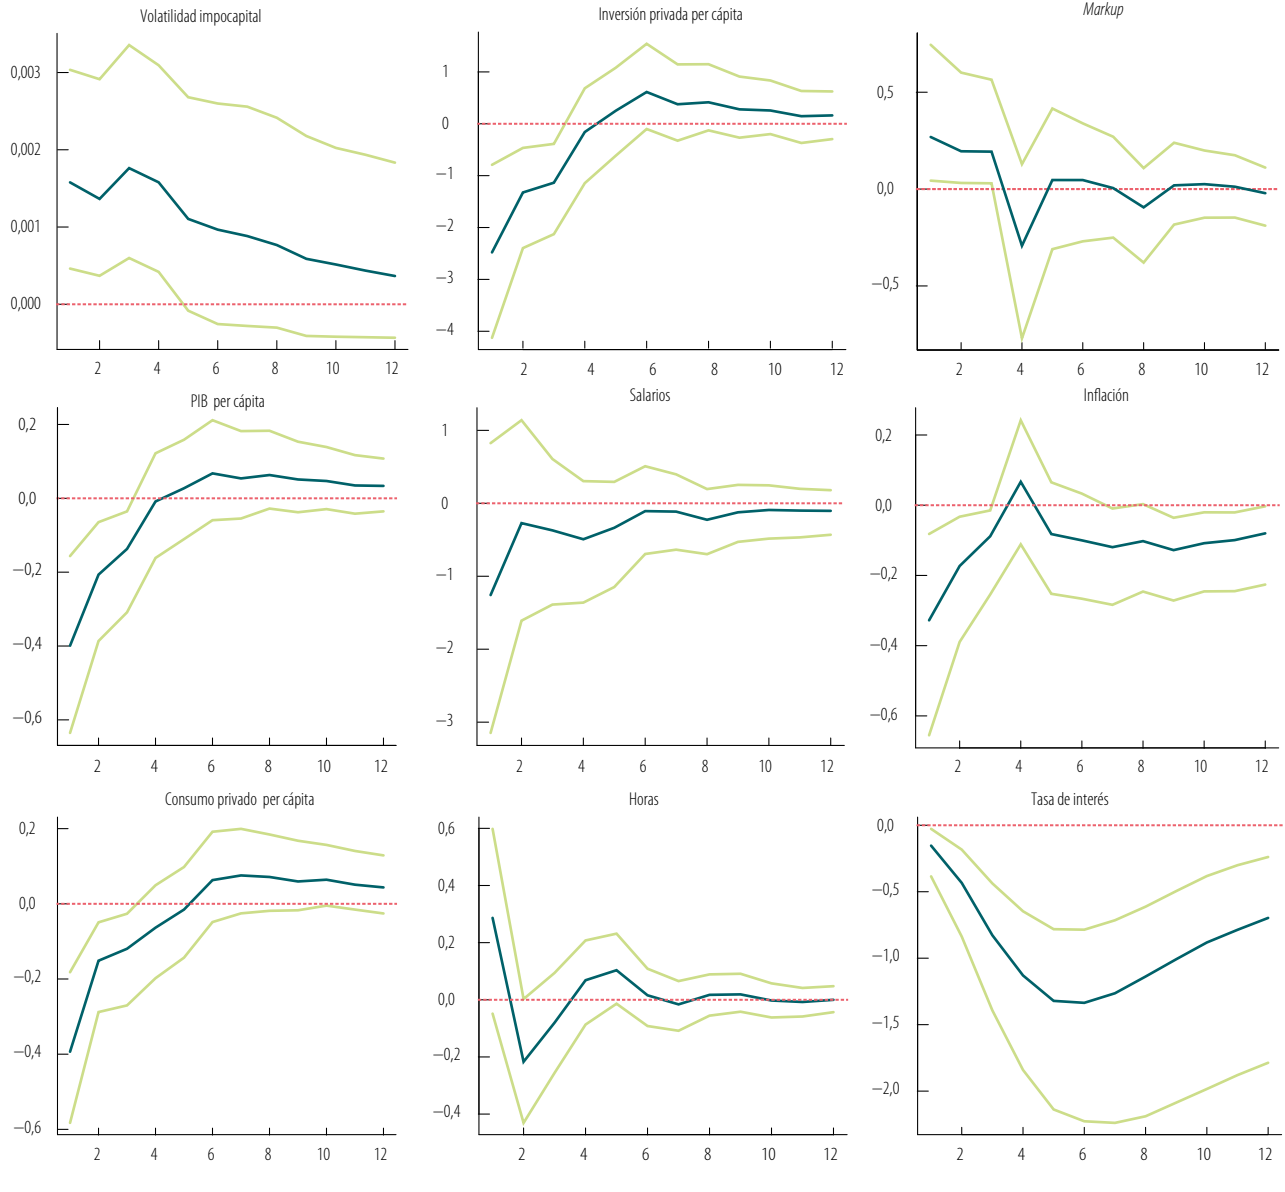 Volatilidad impocapital
0,003
0,002
0,001
0,000
2 4 6 8 10 12
Inversión privada per cápita
1
0
−1
−2
−3
−4
2 4 6 8 10 12
Markup
0,5
0,0
−0,5
2 4 6 8 10 12
PIB per cápita
0,2
0,0
−0,2
−0,4
−0,6
2 4 6 8 10 12
Salarios
1
0
−1
−2
−3
2 4 6 8 10 12
Inflación
0,2
0,0
−0,2
−0,4
−0,6
2 4 6 8 10 12
Consumo privado per cápita
0,2
0,0
−0,2
−0,4
−0,6
2 4 6 8 10 12
Horas
0,6
0,4
0,2
0,0
−0,2
−0,4
2 4 6 8 10 12
Tasa de interés
0,0
−0,5
−1,0
−1,5
−2,0
2 4 6 8 10 12